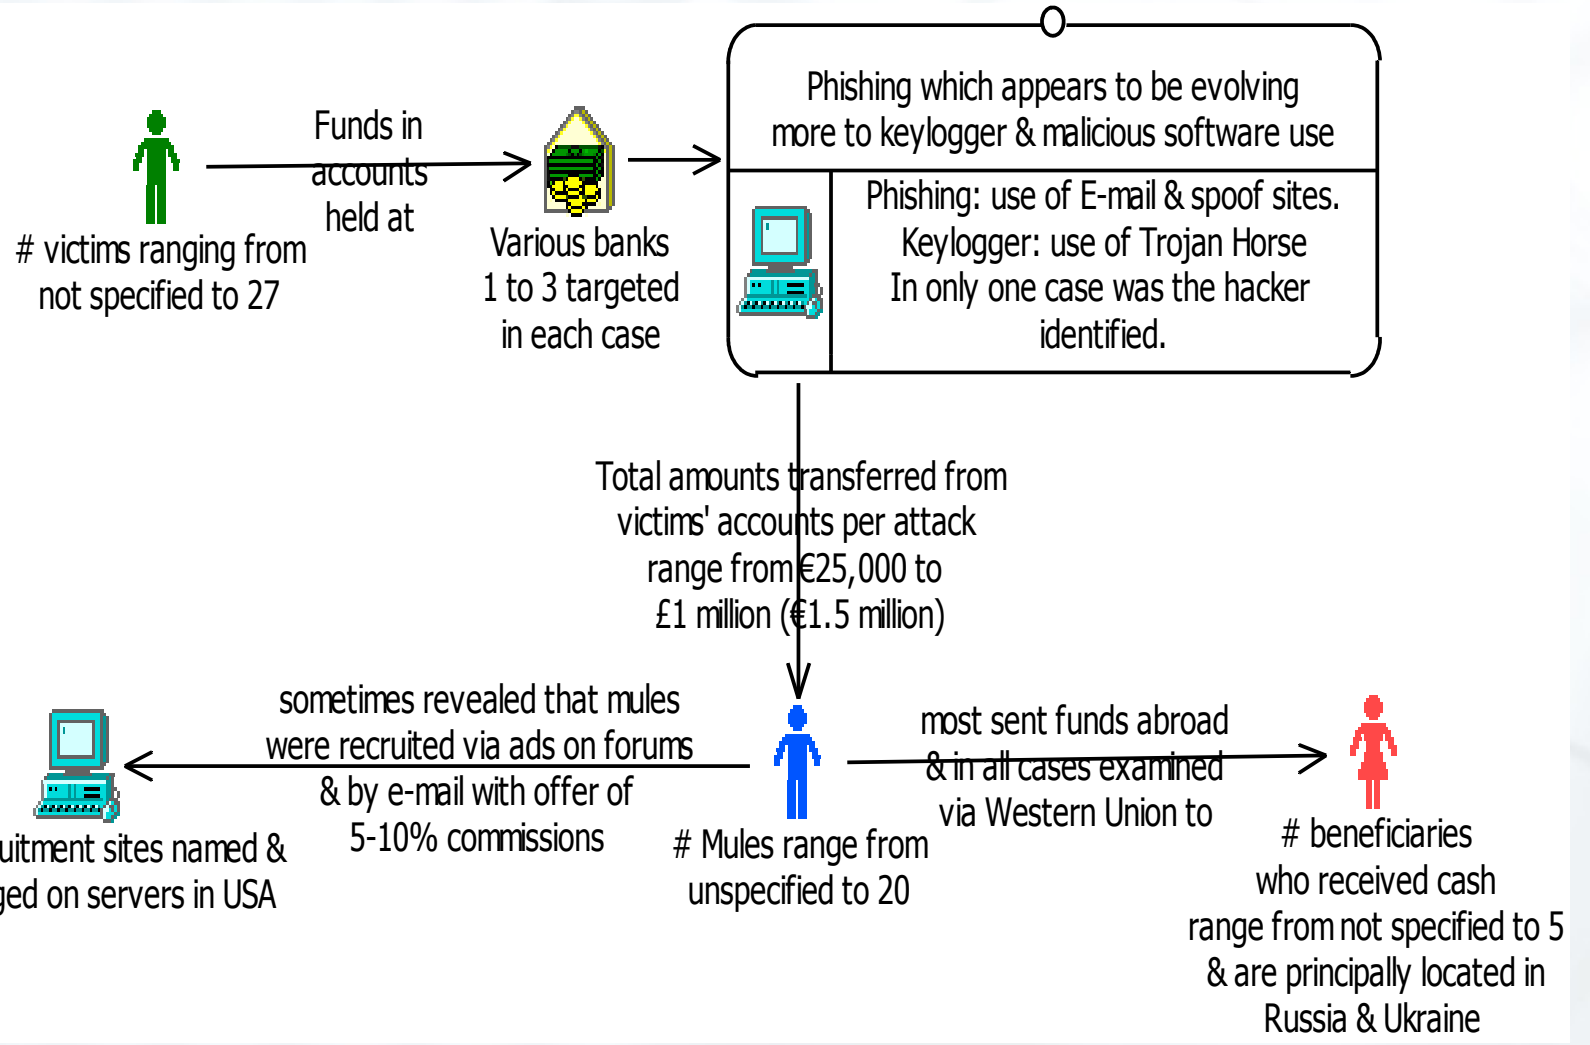 Phishing which appears to be evolving
more to keylogger & malicious software use
Funds in
accounts
held at
Phishing: use of E-mail & spoof sites.
Keylogger: use of Trojan Horse
In only one case was the hacker
identified.
# victims ranging from
not specified to 27
Various banks
1 to 3 targeted
in each case
Total amounts transferred from
victims' accounts per attack
range from €25,000 to
£1 million (€1.5 million)
sometimes revealed that mules
were recruited via ads on forums
& by e-mail with offer of
5-10% commissions
most sent funds abroad
& in all cases examined
via Western Union to
sites named &
on servers in USA
# Mules range from
unspecified to 20
# beneficiaries
who received cash
range from not specified to 5
& are principally located in
Russia & Ukraine